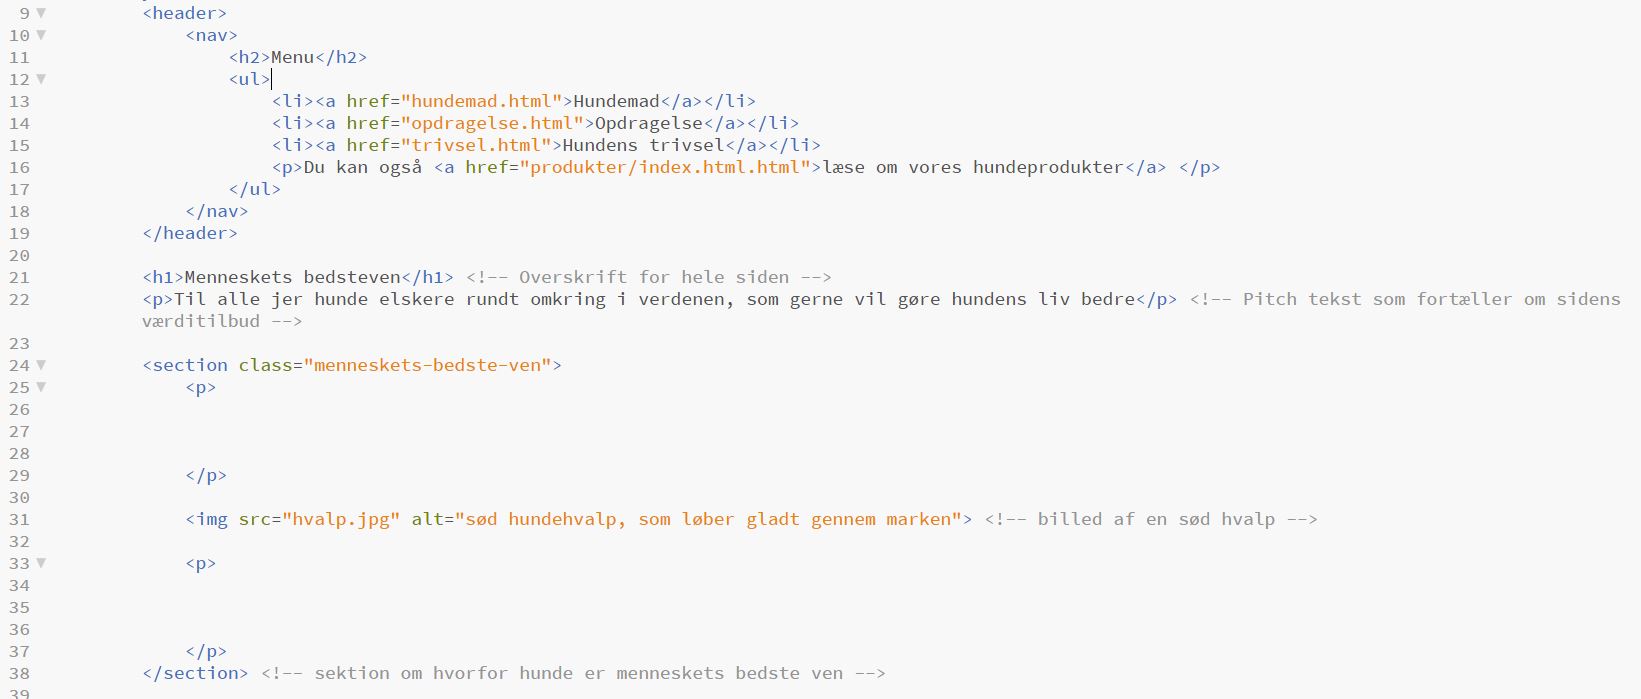 9 <header>
10 <nav>
11 <h2>Menu</h2>
12 <ul>
13 <li><a href="hundemad.html">Hundemad</a></li>
14 <li><a href="opdragelse.html">Opdragelse</a></li>
15 <li><a href="trivsel.html">Hundens trivsel</a></li>
16 <p>Du kan også <a href="produkter/index.html.html">læse om vores hundeprodukter</a> </p>
17 </ul>
18 </nav>
19 </header>
20
21 <h1>Menneskets bedsteven</h1> <!-- Overskrift for hele siden -->
22 <p>Til alle jer hunde elskere rundt omkring i verdenen, som gerne vil gøre hundens liv bedre</p> <!-- Pitch tekst som fortæller om sidens
værditilbud -->
23
24 <section class="menneskets-bedste-ven">
25 <p>
26
27
28
29 </p>
30
31 <img src="hvalp.jpg" alt="sød hundehvalp, som løber gladt gennem marken"> <!-- billed af en sød hvalp -->
32
33 <p>
34
35
36
37 </p>
38 </section> <!-- sektion om hvorfor hunde er menneskets bedste ven -->
39